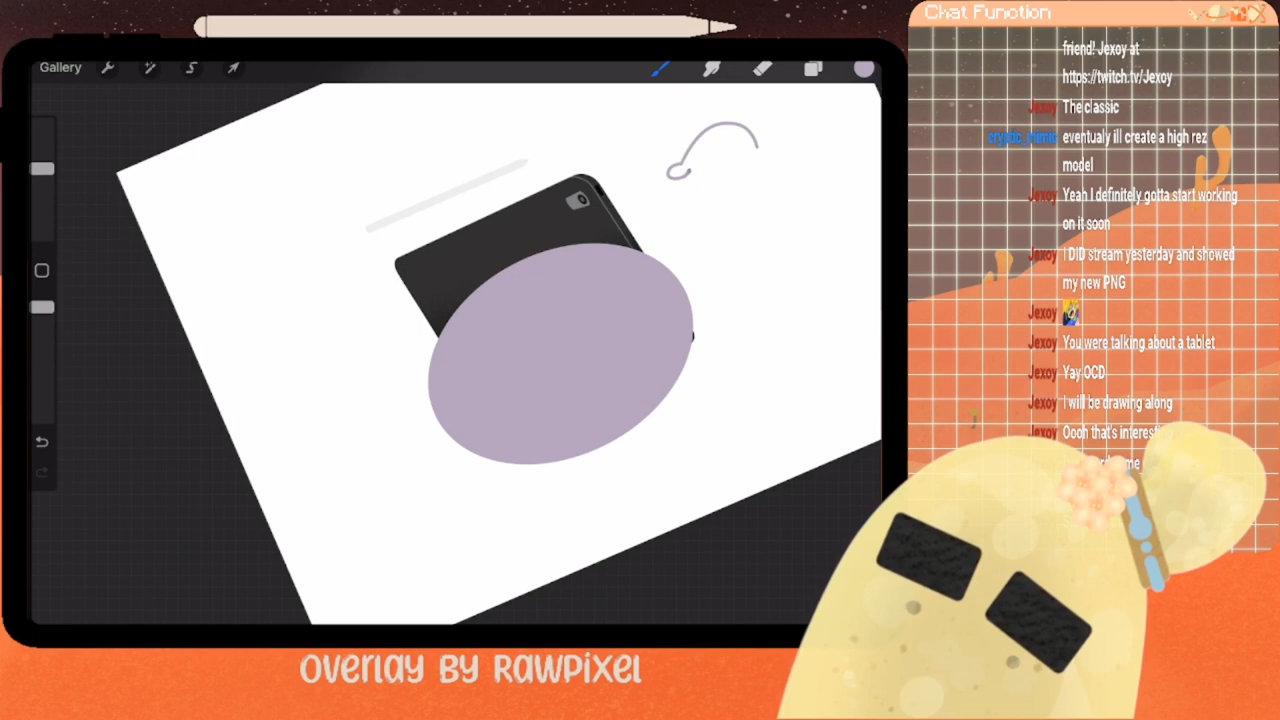 Chat Function
Gallery
friend! Jexoy at
https://twitch.tv/Jexoy
Jexoy The classic
cryptic_mimic eventualy ill create a high rez
model
Jexoy Yeah I definitely gotta start working
on it soon
Jexoy I DID stream yesterday and showed
my new PNG
Jexoy
Jexoy You were talking about a tablet
Jexoy Yay OCD
Jexoy I will be drawing along
Jexoy Oooh that's
OVERLAY BY RAWPIXEL